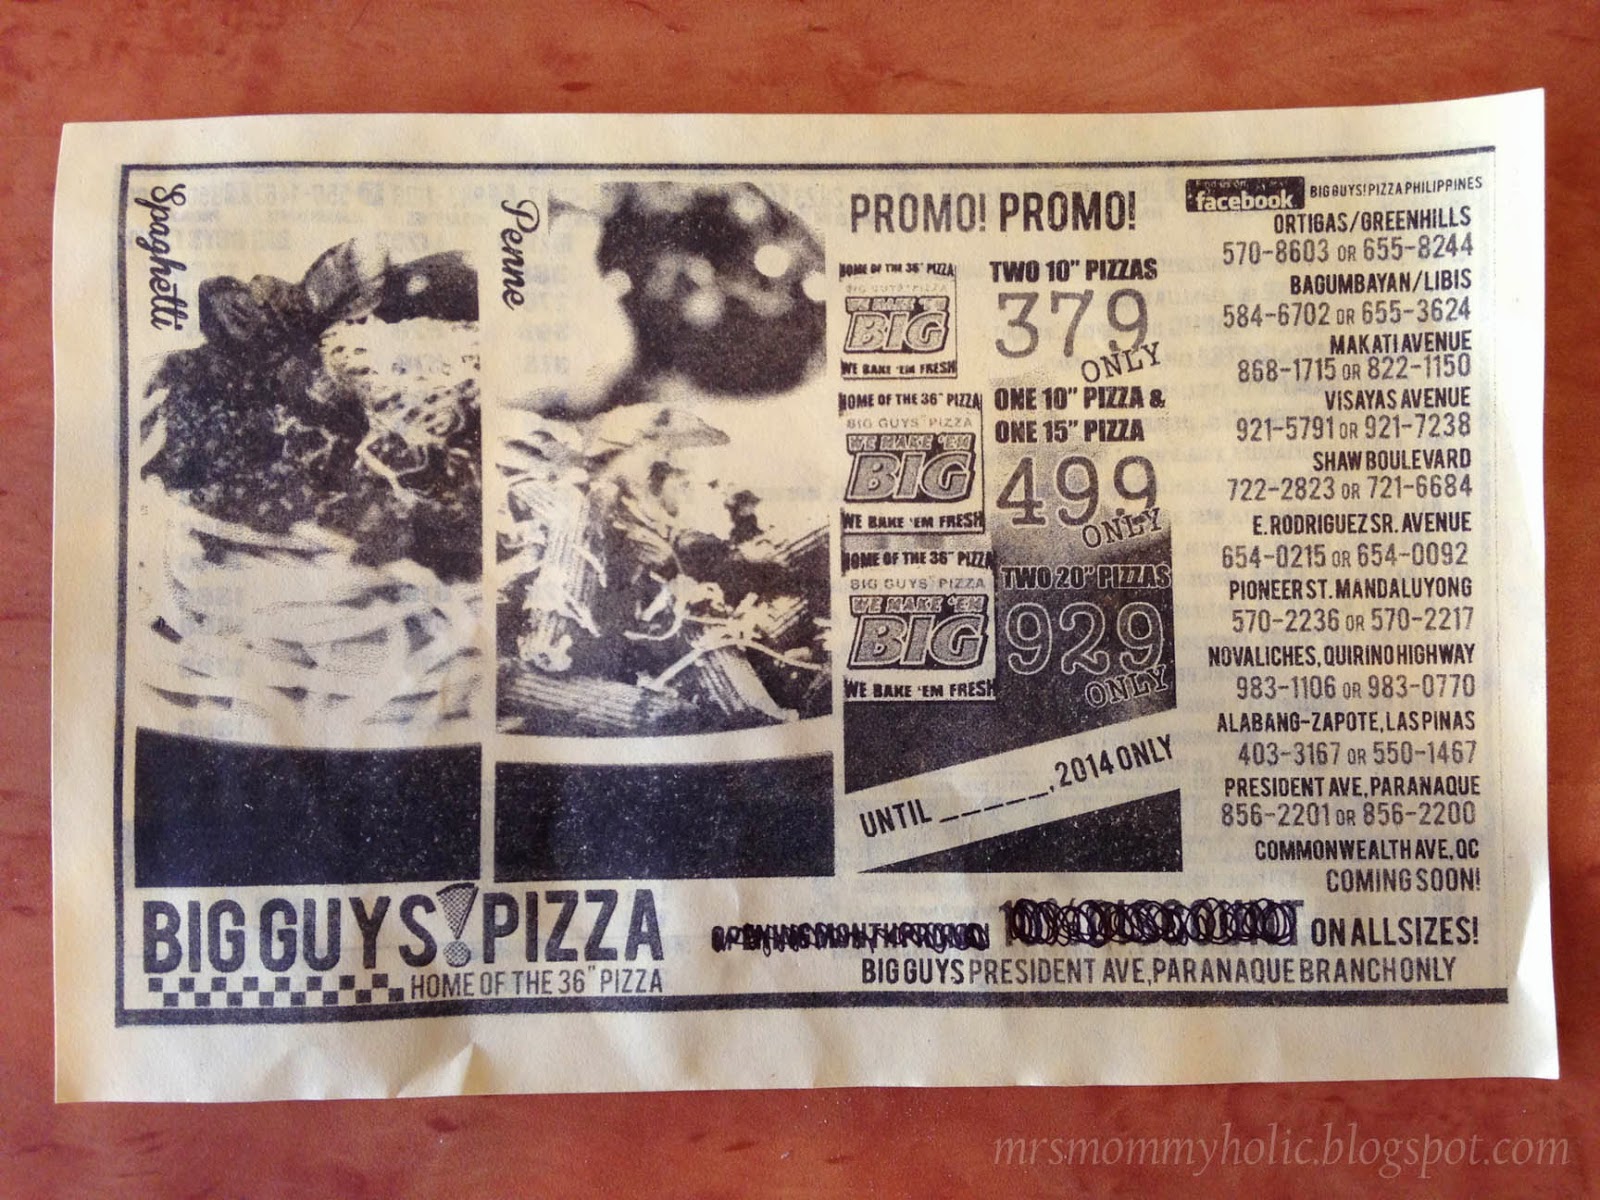 Spaghetti
Penne
PROMO! PROMO!
HOME OF THE 36" PIZZA
BIG GUYS' PIZZA
WE MAKE 'EM
BIG
WE BAKE 'EM FRESH
TWO 10" PIZZAS
379
ONLY
HOME OF THE 36" PIZZA
BIG GUYS' PIZZA
WE MAKE 'EM
BIG
WE BAKE 'EM FRESH
ONE 10" PIZZA &
ONE 15" PIZZA
499
ONLY
HOME OF THE 36" PIZZA
BIG GUYS' PIZZA
WE MAKE 'EM
BIG
WE BAKE 'EM FRESH
TWO 20" PIZZAS
929
ONLY
UNTIL _____, 2014 ONLY
facebook BIG GUYS! PIZZA PHILIPPINES
ORTIGAS/GREENHILLS
570-8603 OR 655-8244
BAGUMBAYAN/LIBIS
584-6702 OR 655-3624
MAKATI AVENUE
868-1715 OR 822-1150
VISAYAS AVENUE
921-5791 OR 921-7238
SHAW BOULEVARD
722-2823 OR 721-6684
E. RODRIGUEZ SR. AVENUE
654-0215 OR 654-0092
PIONEER ST. MANDALUYONG
570-2236 OR 570-2217
NOVALICHES, QUIRINO HIGHWAY
983-1106 OR 983-0770
ALABANG-ZAPOTE, LAS PINAS
403-3167 OR 550-1467
PRESIDENT AVE, PARANAQUE
856-2201 OR 856-2200
COMMONWEALTH AVE, QC
COMING SOON!
BIG GUYS! PIZZA
HOME OF THE 36" PIZZA
ON ALL SIZES!
BIG GUYS PRESIDENT AVE, PARANAQUE BRANCH ONLY
mrsmommyholic.blogspot.com